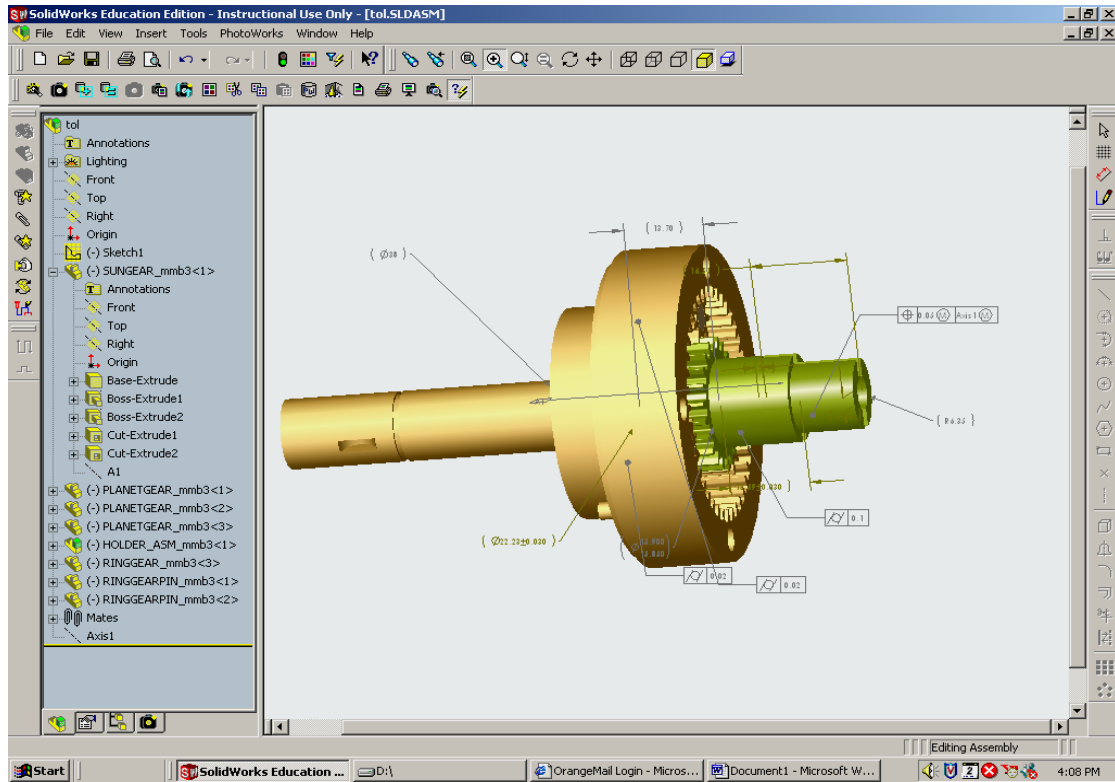 SolidWorks Education Edition - Instructional Use Only - [tol.SLDASM]
File Edit View Insert Tools PhotoWorks Window Help
tol
Annotations
Lighting
Front
Top
Right
Origin
(-) Sketch1
(-) SUNGEAR_mmb3<1>
Annotations
Front
Top
Right
Origin
Base-Extrude
Boss-Extrude1
Boss-Extrude2
Cut-Extrude1
Cut-Extrude2
A1
(-) PLANETGEAR_mmb3<1>
(-) PLANETGEAR_mmb3<2>
(-) PLANETGEAR_mmb3<3>
(-) HOLDER_ASM_mmb3<1>
(-) RINGGEAR_mmb3<3>
(-) RINGGEARPIN_mmb3<1>
(-) RINGGEARPIN_mmb3<2>
Mates
Axis1
( 13.70 )
( Ø38 )
0.05 Ⓜ Axis1 Ⓜ
( R6.35 )
0.1
( Ø22.23±0.030 )
0.02
0.02
Editing Assembly
Start
SolidWorks Education ...
D:\
OrangeMail Login - Micros...
Document1 - Microsoft W...
4:08 PM